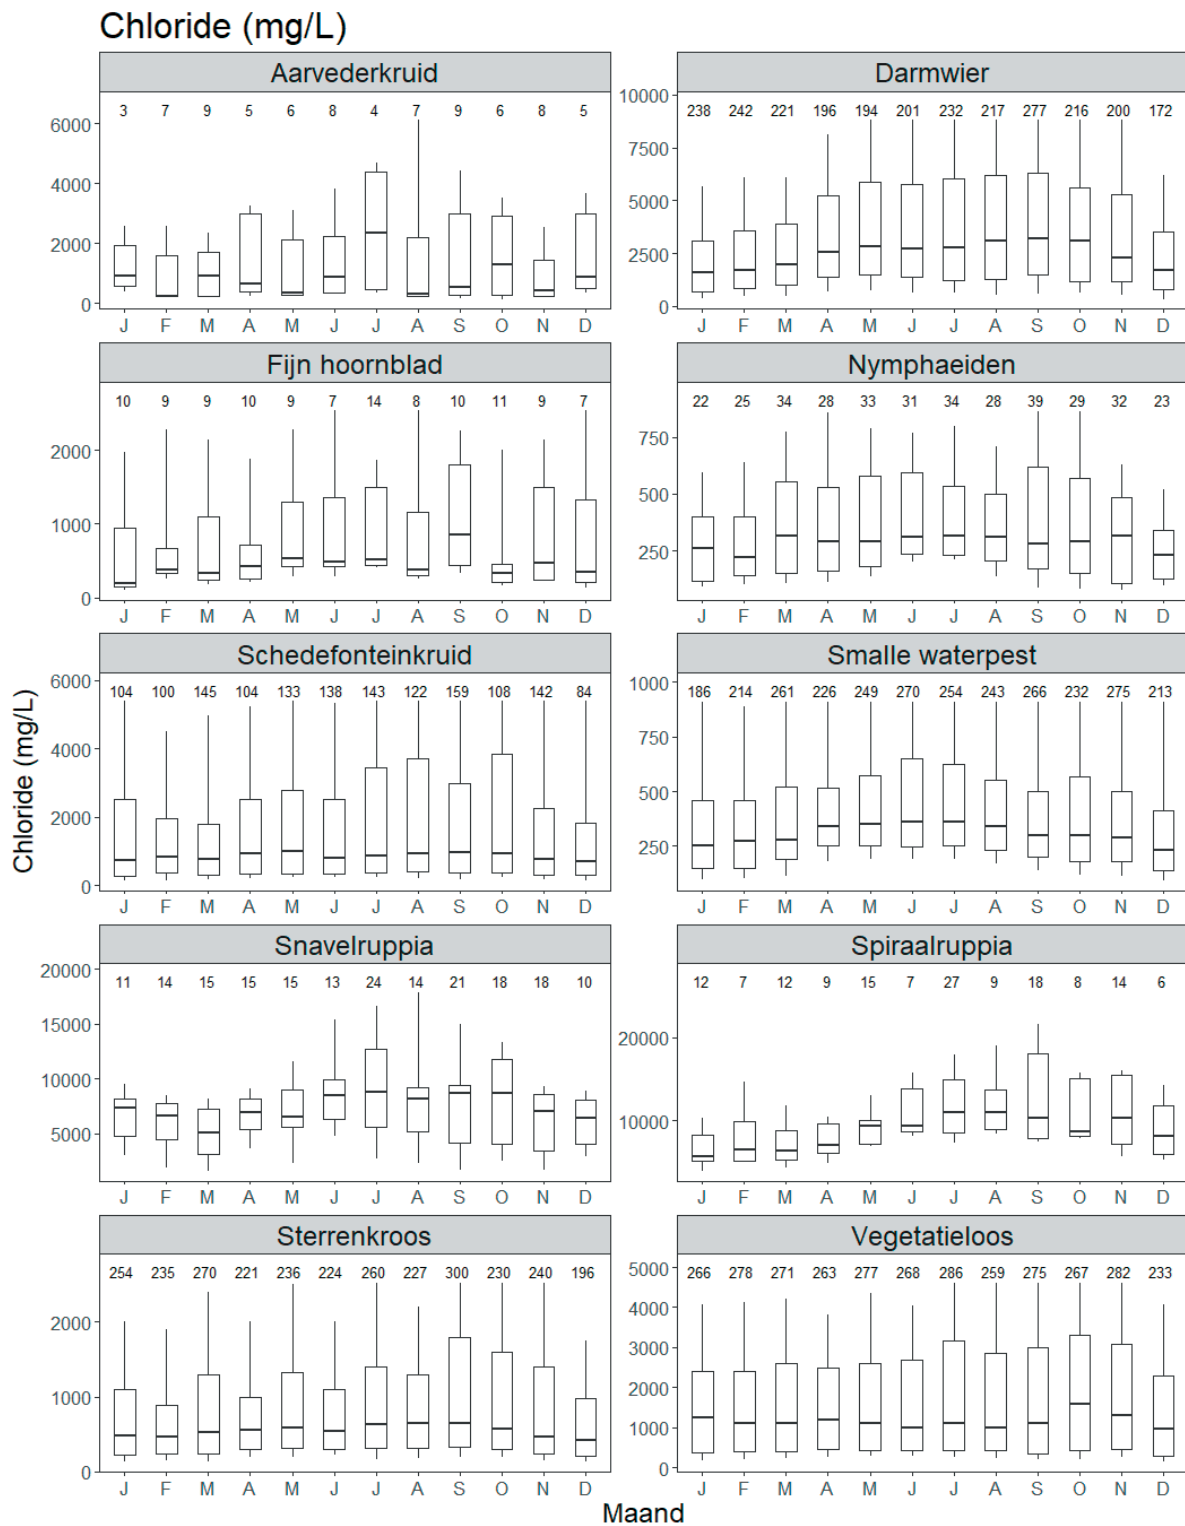 Chloride (mg/L)
Aarvederkruid
3 7 9 5 6 8 4 7 9 6 8 5
6000
4000
2000
0
J F M A M J J A S O N D
Darmwier
238 242 221 196 194 201 232 217 277 216 200 172
10000
7500
5000
2500
0
J F M A M J J A S O N D
Fijn hoornblad
10 9 9 10 9 7 14 8 10 11 9 7
2000
1000
0
J F M A M J J A S O N D
Nymphaeiden
22 25 34 28 33 31 34 28 39 29 32 23
750
500
250
J F M A M J J A S O N D
Schedefonteinkruid
104 100 145 104 133 138 143 122 159 108 142 84
6000
4000
2000
0
J F M A M J J A S O N D
Smalle waterpest
186 214 261 226 249 270 254 243 266 232 275 213
1000
750
500
250
J F M A M J J A S O N D
Snavelruppia
11 14 15 15 15 13 24 14 21 18 18 10
20000
15000
10000
5000
J F M A M J J A S O N D
Spiraalruppia
12 7 12 9 15 7 27 9 18 8 14 6
20000
10000
J F M A M J J A S O N D
Sterrenkroos
254 235 270 221 236 224 260 227 300 230 240 196
2000
1000
0
J F M A M J J A S O N D
Vegetatieloos
266 278 271 263 277 268 286 259 275 267 282 233
5000
4000
3000
2000
1000
0
J F M A M J J A S O N D
Chloride (mg/L)
Maand